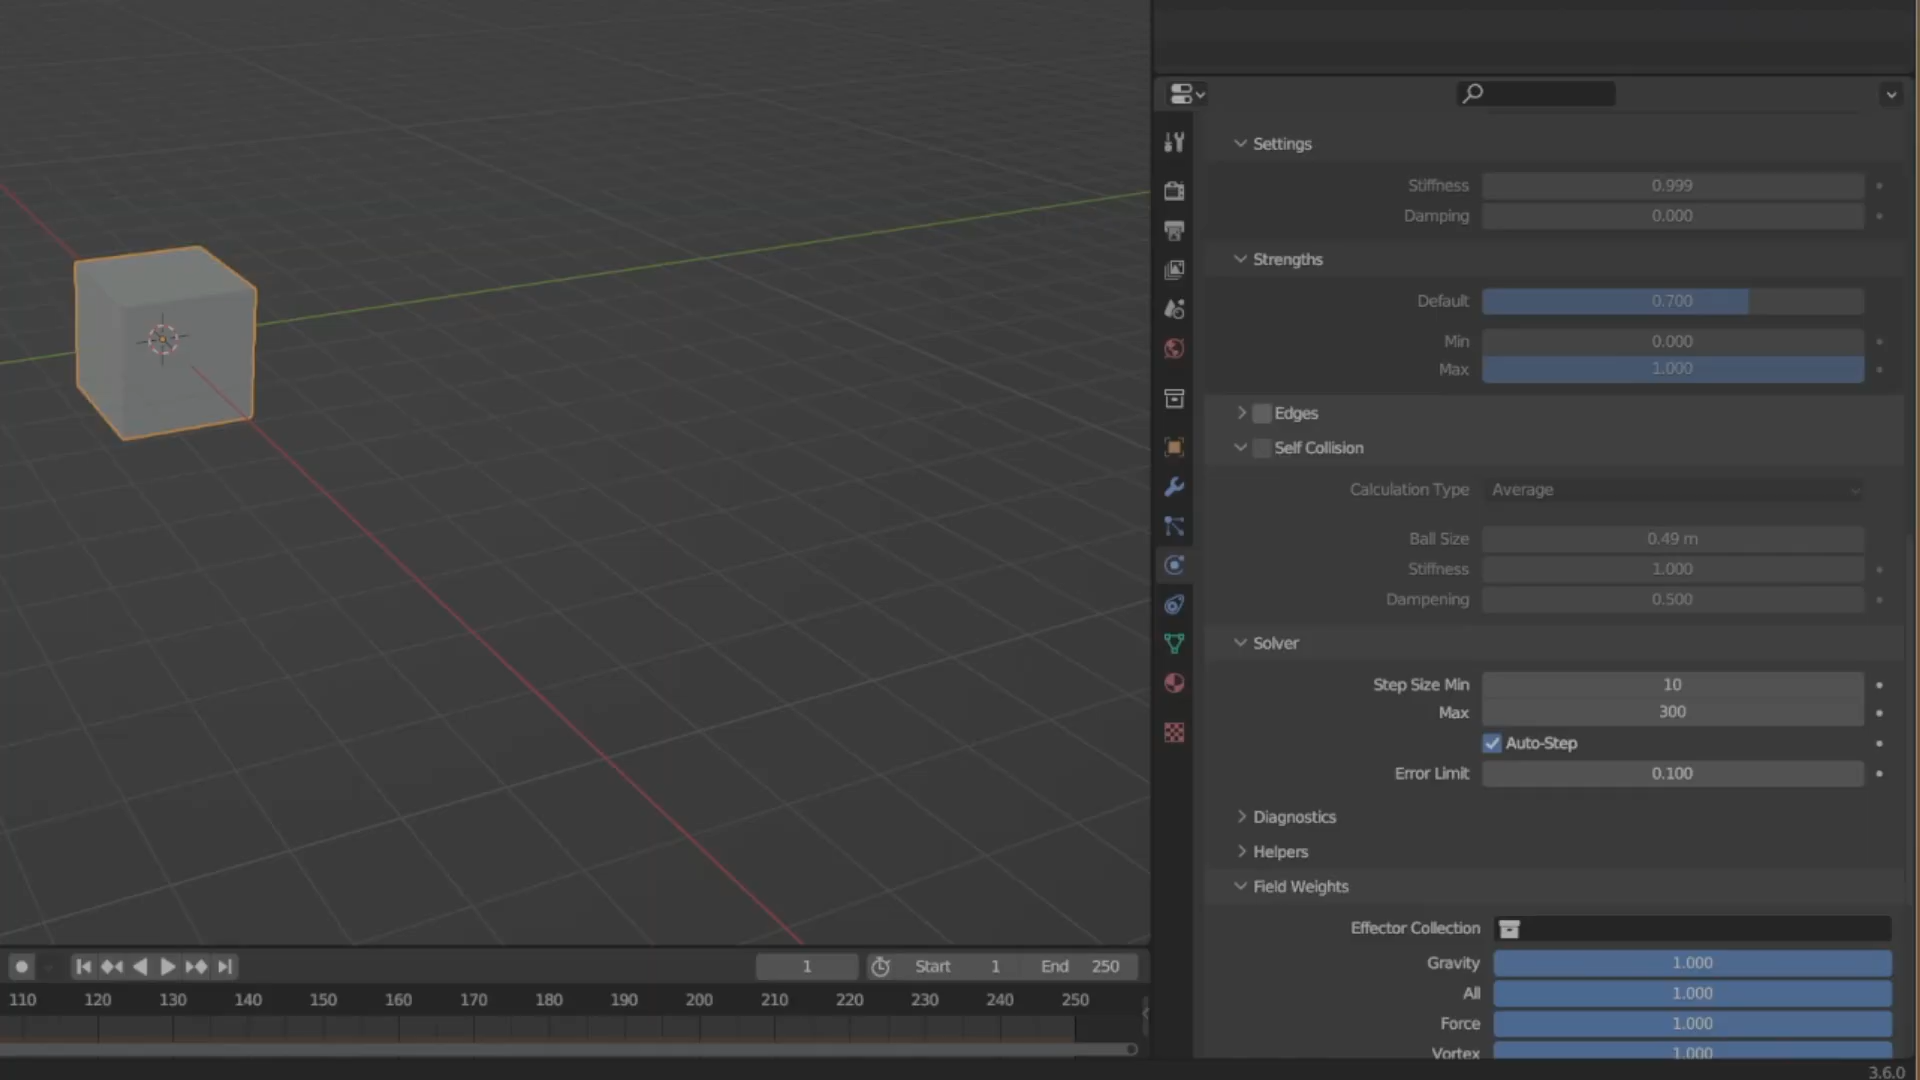 Settings
Stiffness 0.999
Damping 0.000
Strengths
Default 0.700
Min 0.000
Max 1.000
Edges
Self Collision
Calculation Type Average
Ball Size 0.49 m
Stiffness 1.000
Dampening 0.500
Solver
Step Size Min 10
Max 300
Auto-Step
Error Limit 0.100
Diagnostics
Helpers
Field Weights
Effector Collection
Gravity 1.000
All 1.000
Force 1.000
Vortex 1.000
1 Start 1 End 250
110 120 130 140 150 160 170 180 190 200 210 220 230 240 250
3.6.0